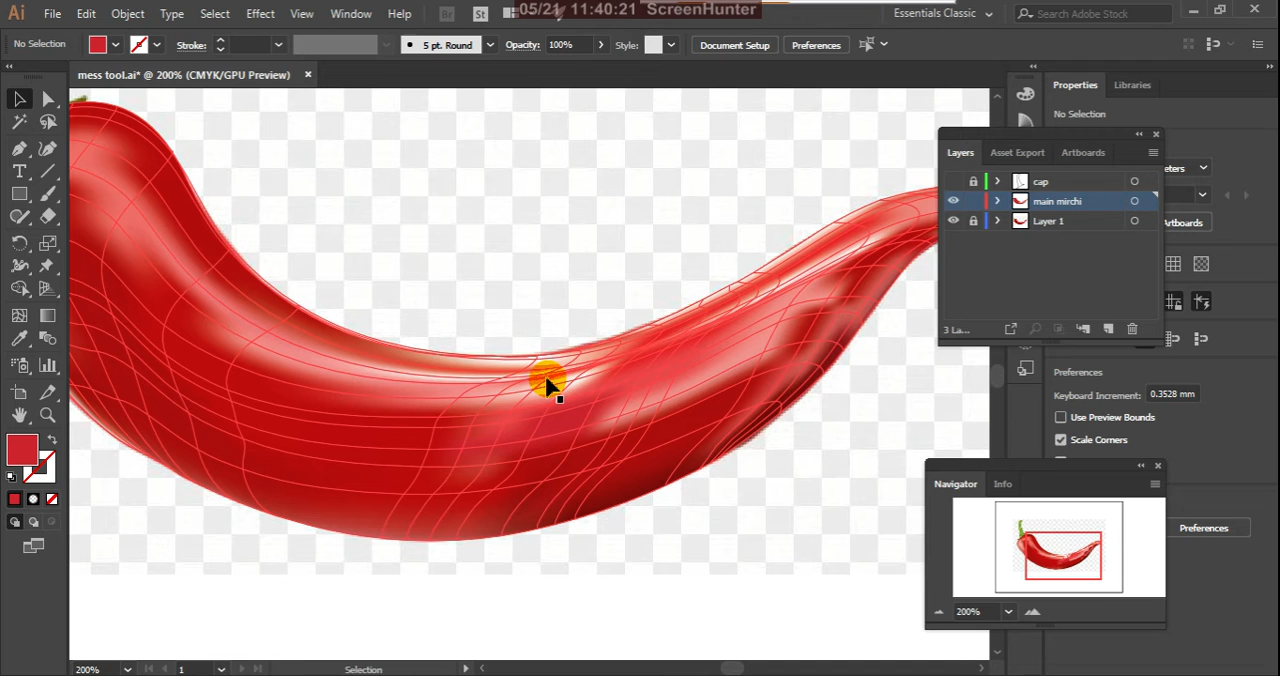 05/21 11:40:21 ScreenHunter
Ai File Edit Object Type Select Effect View Window Help Br St Essentials Classic Search Adobe Stock
No Selection Stroke: 5 pt. Round Opacity: 100% Style: Document Setup Preferences
mess tool.ai* @ 200% (CMYK/GPU Preview) ×
Properties Libraries
No Selection
Layers Asset Export Artboards
eters
cap
main mirchi
Layer 1
Artboards
3 La...
Preferences
Keyboard Increment: 0.3528 mm
Use Preview Bounds
Scale Corners
Navigator Info
Preferences
200%
200% 1 Selection